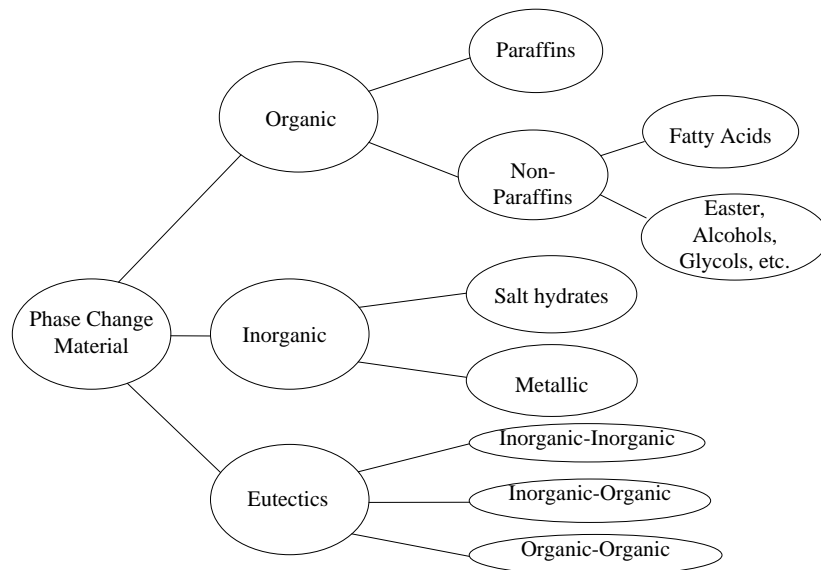 Paraffins
Organic
Fatty Acids
Non-
Paraffins
Easter,
Alcohols,
Glycols, etc.
Phase Change
Material
Inorganic
Salt hydrates
Metallic
Eutectics
Inorganic-Inorganic
Inorganic-Organic
Organic-Organic